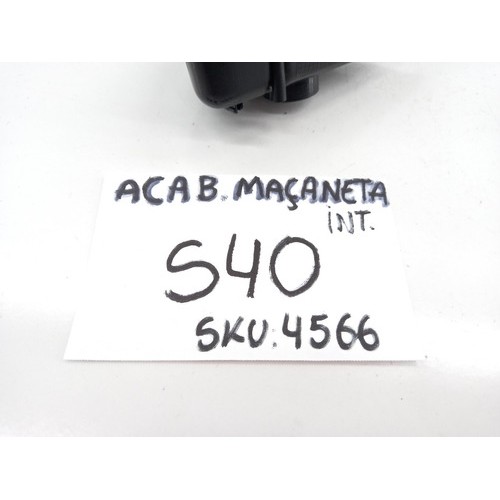 ACAB. MAÇANETA
INT.
S40
SKU.4566